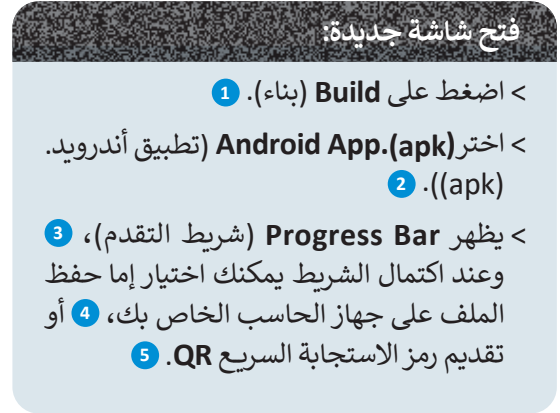 فتح شاشة جديدة:
> اضغط على Build (بناء). 1
> اختر Android App.(apk) (تطبيق أندرويد.
(apk)). 2
> يظهر Progress Bar (شريط التقدم)، 3
وعند اكتمال الشريط يمكنك اختيار إما حفظ
الملف على جهاز الحاسب الخاص بك، 4 أو
تقديم رمز الاستجابة السريع QR. 5